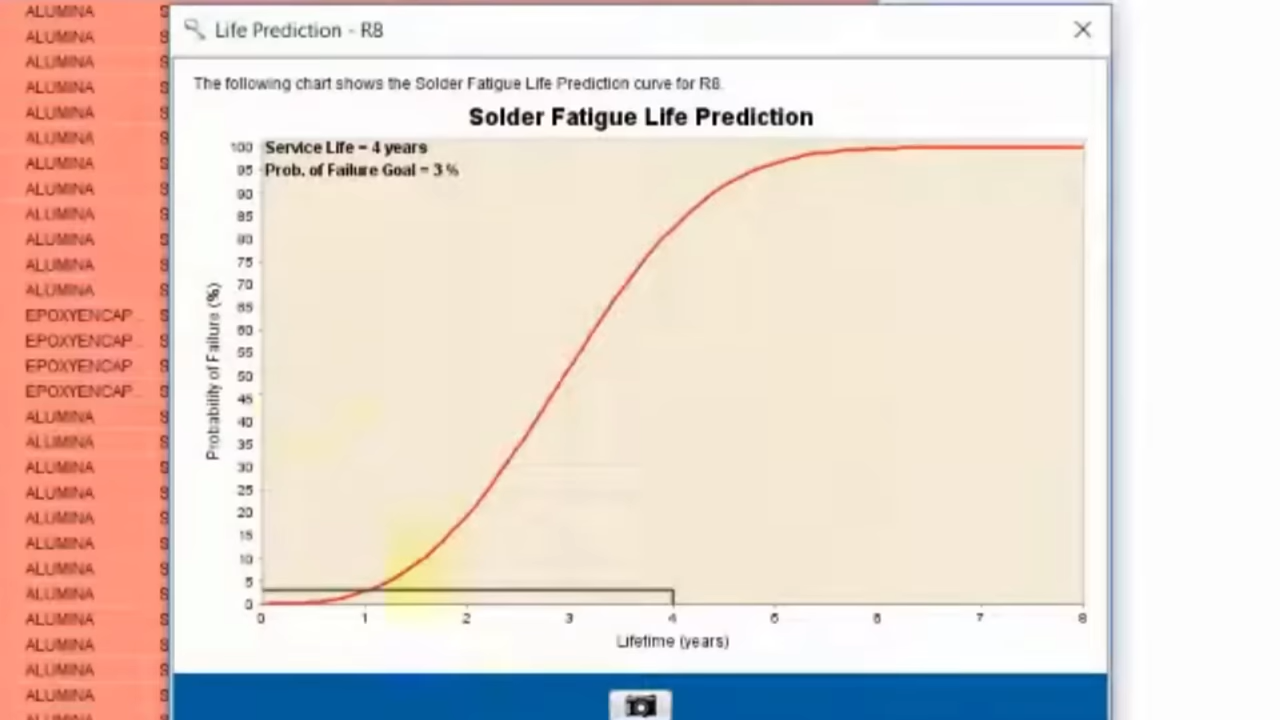 Life Prediction - R8
The following chart shows the Solder Fatigue Life Prediction curve for R8.
Solder Fatigue Life Prediction
Service Life = 4 years
Prob. of Failure Goal = 3 %
100
95
90
85
80
75
70
65
60
55
50
45
40
35
30
25
20
15
10
5
0
Probability of Failure (%)
0 1 2 3 4 5 6 7 8
Lifetime (years)
ALUMINA S
ALUMINA S
ALUMINA S
ALUMINA S
ALUMINA S
ALUMINA S
ALUMINA S
ALUMINA S
ALUMINA S
ALUMINA S
ALUMINA S
ALUMINA S
EPOXYENCAP... S
EPOXYENCAP... S
EPOXYENCAP... S
EPOXYENCAP... S
ALUMINA S
ALUMINA S
ALUMINA S
ALUMINA S
ALUMINA S
ALUMINA S
ALUMINA S
ALUMINA S
ALUMINA S
ALUMINA S
ALUMINA S
ALUMINA S
ALUMINA